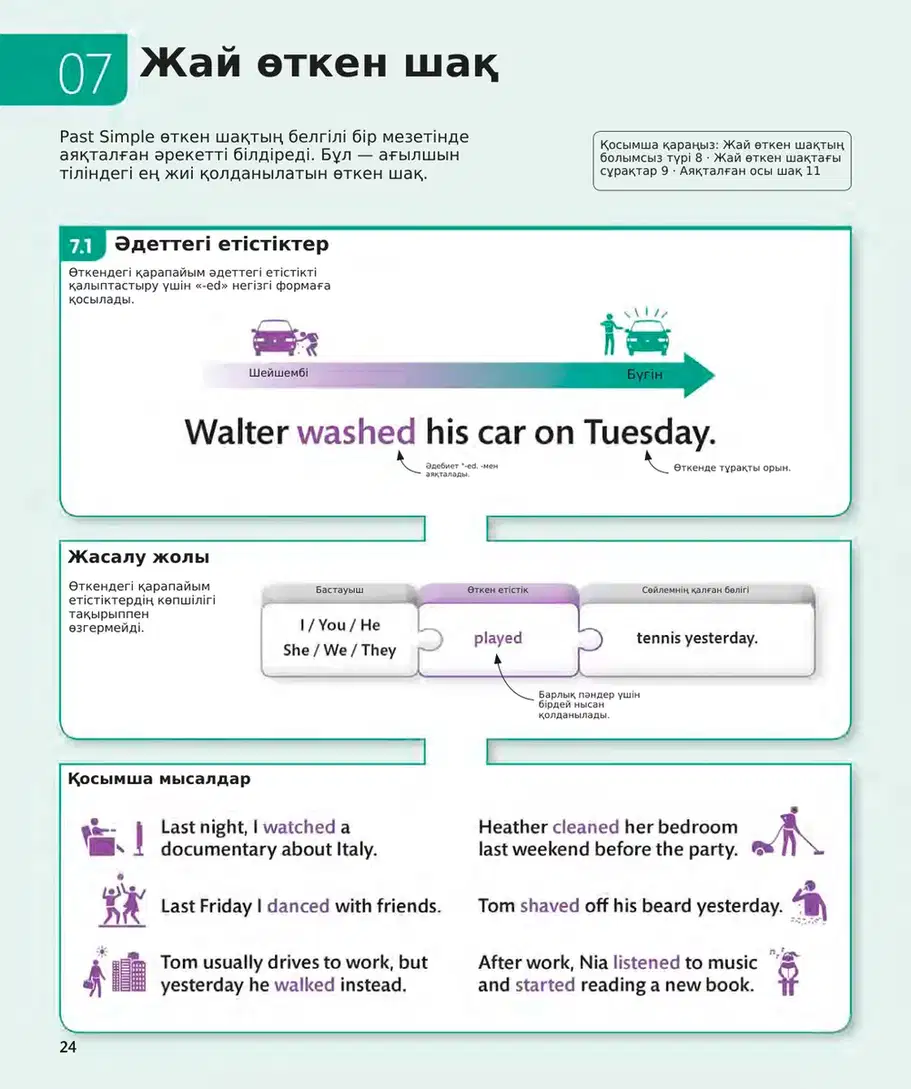 07
Жай өткен шақ
Past Simple өткен шақтың белгілі бір мезетінде
аяқталған әрекетті білдіреді. Бұл — ағылшын
тіліндегі ең жиі қолданылатын өткен шақ.
Қосымша қараңыз: Жай өткен шақтың
болымсыз түрі 8 · Жай өткен шақтағы
сұрақтар 9 · Аяқталған осы шақ 11
7.1 Әдеттегі етістіктер
Өткендегі қарапайым әдеттегі етістікті
қалыптастыру үшін «-ed» негізгі формаға
қосылады.
Шейшембі
Бүгін
Walter washed his car on Tuesday.
Әдебиет "-ed. -мен
аяқталады.
Өткенде тұрақты орын.
Жасалу жолы
Өткендегі қарапайым
етістіктердің көпшілігі
тақырыппен
өзгермейді.
Бастауыш
Өткен етістік
Сөйлемнің қалған бөлігі
I / You / He
She / We / They
played
tennis yesterday.
Барлық пәндер үшін
бірдей нысан
қолданылады.
Қосымша мысалдар
Last night, I watched a
documentary about Italy.
Last Friday I danced with friends.
Tom usually drives to work, but
yesterday he walked instead.
Heather cleaned her bedroom
last weekend before the party.
Tom shaved off his beard yesterday.
After work, Nia listened to music
and started reading a new book.
24